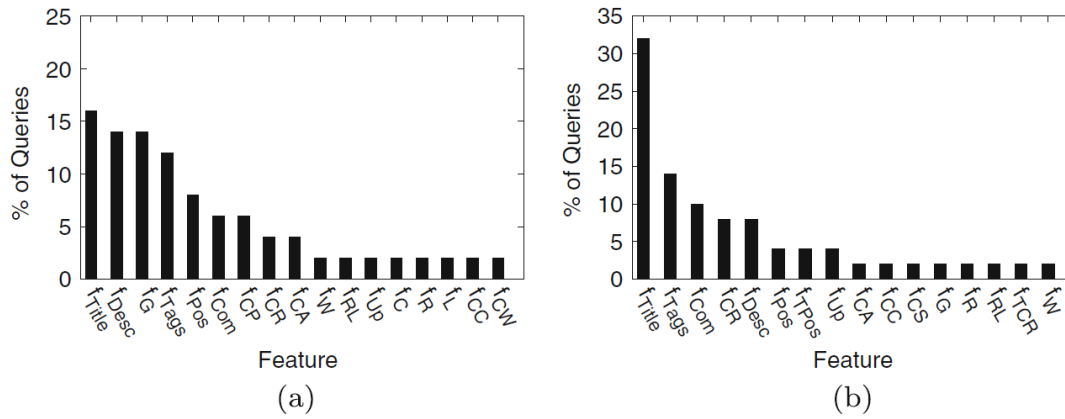 25
20
15
10
5
0
% of Queries
fTitle
fDesc
fG
fTags
fPos
fCom
fCP
fCR
fCA
fW
fRL
fUp
fC
fR
fL
fCC
fCW
Feature
(a)
35
30
25
20
15
10
5
0
% of Queries
fTitle
fTags
fCom
fCR
fDesc
fPos
fTPos
fUp
fCA
fCC
fCS
fG
fR
fRL
fTCR
fW
Feature
(b)